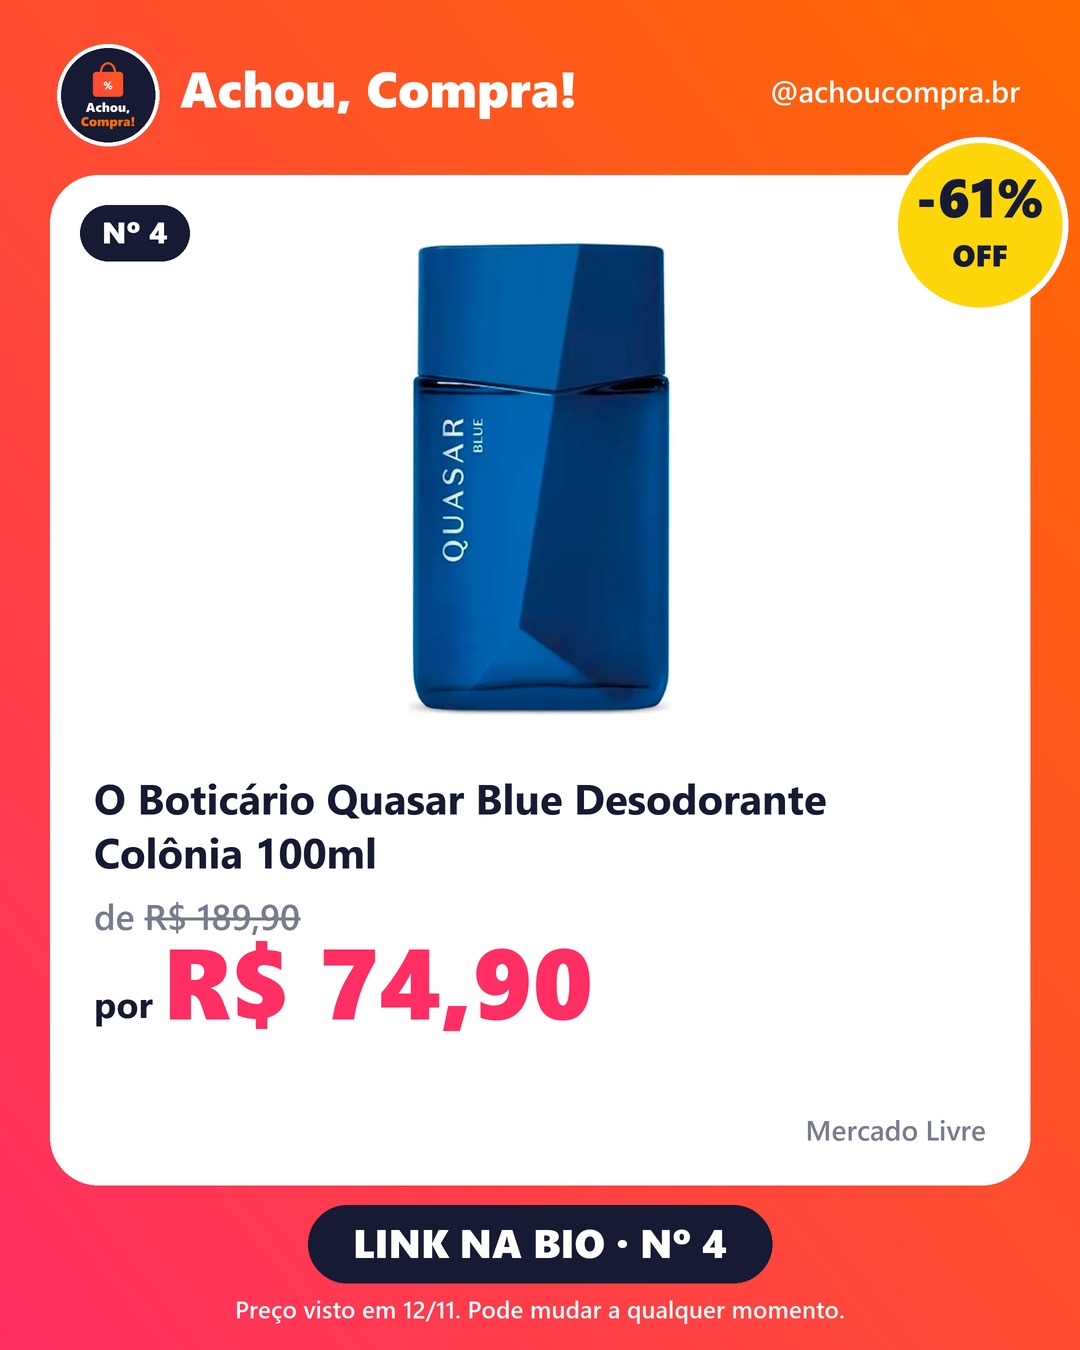 %
Achou,
Compra!
Achou, Compra!
@achoucompra.br
-61%
OFF
Nº 4
QUASAR
BLUE
O Boticário Quasar Blue Desodorante
Colônia 100ml
de R$ 189,90
por R$ 74,90
Mercado Livre
LINK NA BIO · Nº 4
Preço visto em 12/11. Pode mudar a qualquer momento.